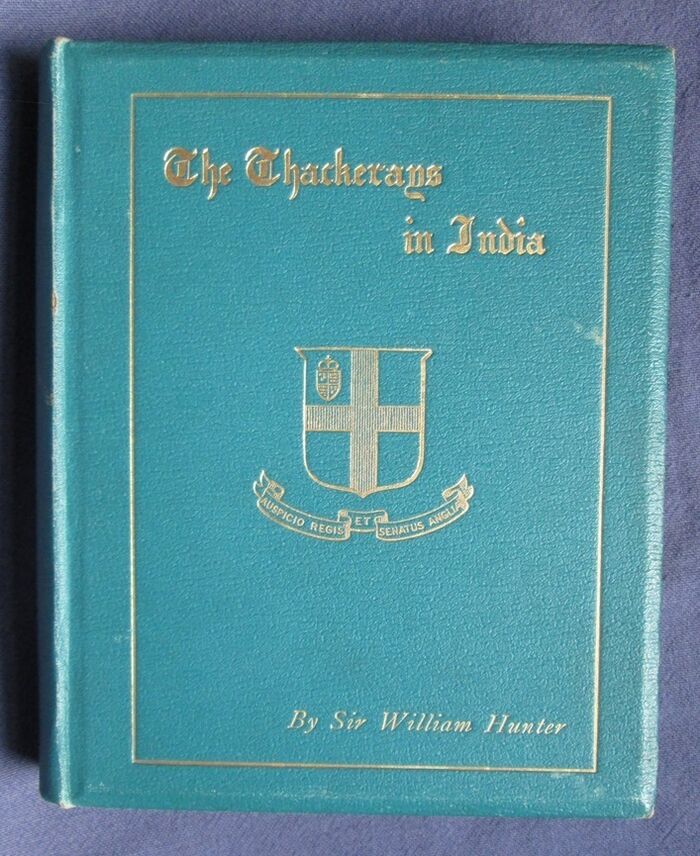 The Thackerays
in India
AUSPICIO REGIS ET SENATUS ANGLIA
By Sir William Hunter